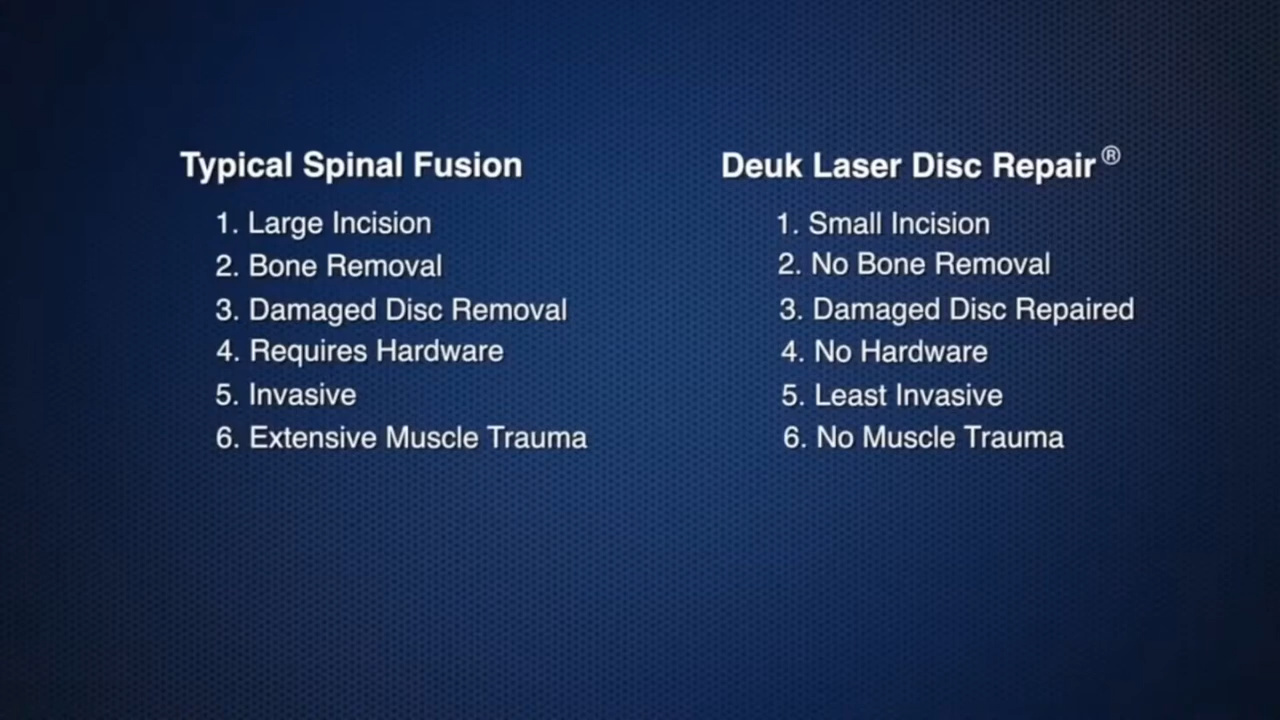 Typical Spinal Fusion
1. Large Incision
2. Bone Removal
3. Damaged Disc Removal
4. Requires Hardware
5. Invasive
6. Extensive Muscle Trauma
Deuk Laser Disc Repair®
1. Small Incision
2. No Bone Removal
3. Damaged Disc Repaired
4. No Hardware
5. Least Invasive
6. No Muscle Trauma